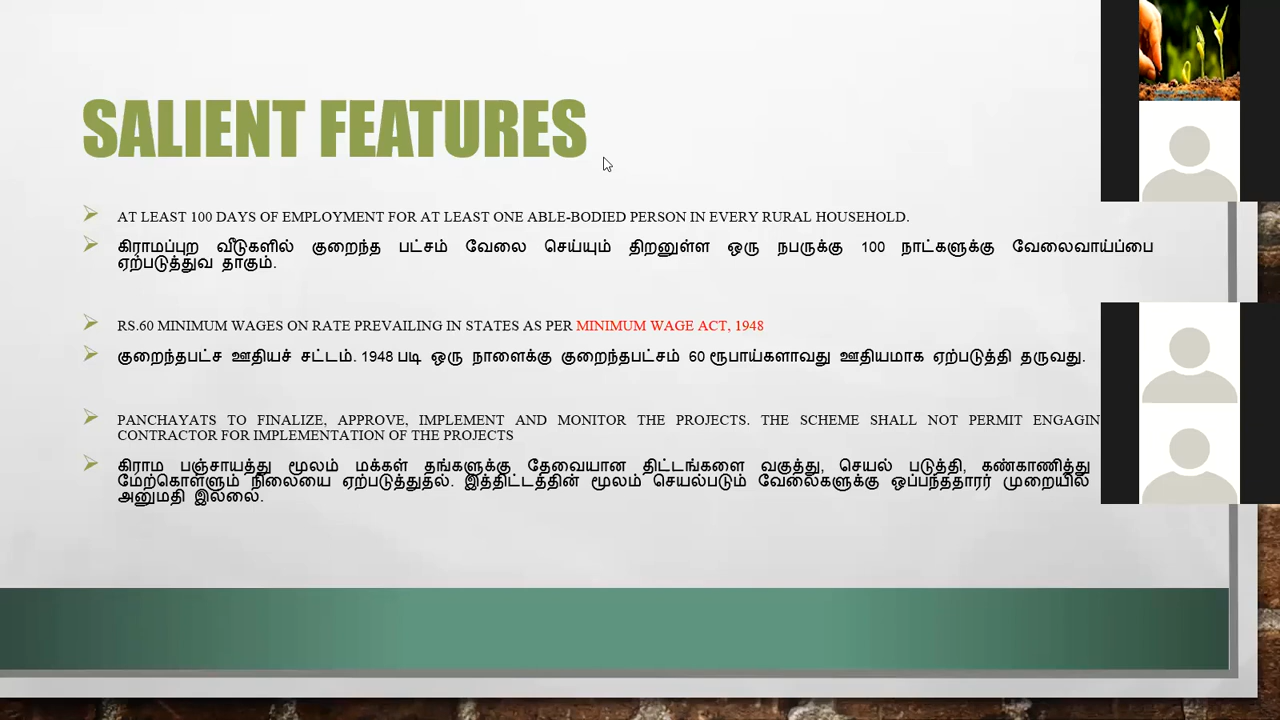 SALIENT FEATURES
AT LEAST 100 DAYS OF EMPLOYMENT FOR AT LEAST ONE ABLE-BODIED PERSON IN EVERY RURAL HOUSEHOLD.
கிராமப்புற வீடுகளில் குறைந்த பட்சம் வேலை செய்யும் திறனுள்ள ஒரு நபருக்கு 100 நாட்களுக்கு வேலைவாய்ப்பை
ஏற்படுத்துவ தாகும்.
RS.60 MINIMUM WAGES ON RATE PREVAILING IN STATES AS PER MINIMUM WAGE ACT, 1948
குறைந்தபட்ச ஊதியச் சட்டம். 1948 படி ஒரு நாளைக்கு குறைந்தபட்சம் 60 ரூபாய்களாவது ஊதியமாக ஏற்படுத்தி தருவது.
PANCHAYATS TO FINALIZE, APPROVE, IMPLEMENT AND MONITOR THE PROJECTS. THE SCHEME SHALL NOT PERMIT ENGAGIN
CONTRACTOR FOR IMPLEMENTATION OF THE PROJECTS
கிராம பஞ்சாயத்து மூலம் மக்கள் தங்களுக்கு தேவையான திட்டங்களை வகுத்து, செயல் படுத்தி, கண்காணித்து
மேற்கொள்ளும் நிலையை ஏற்படுத்துதல். இத்திட்டத்தின் மூலம் செயல்படும் வேலைகளுக்கு ஒப்பந்ததாரர் முறையில்
அனுமதி இல்லை.